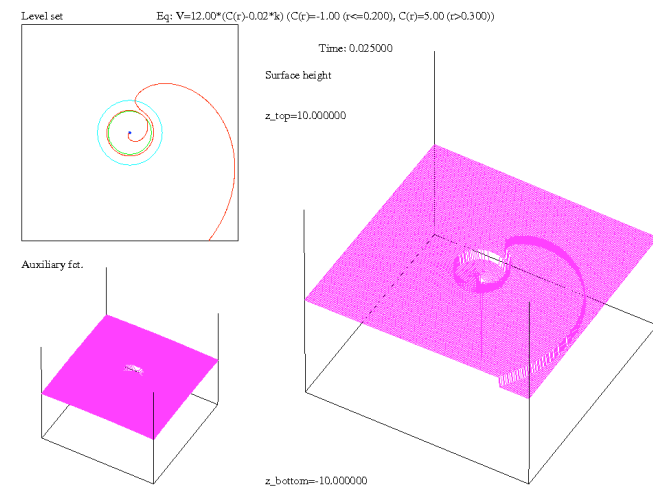 Level set
Eq: V=12.00*(C(r)-0.02*k) (C(r)=-1.00 (r<=0.200), C(r)=5.00 (r>0.300))
Time: 0.025000
Surface height
z_top=10.000000
Auxiliary fct.
z_bottom=-10.000000